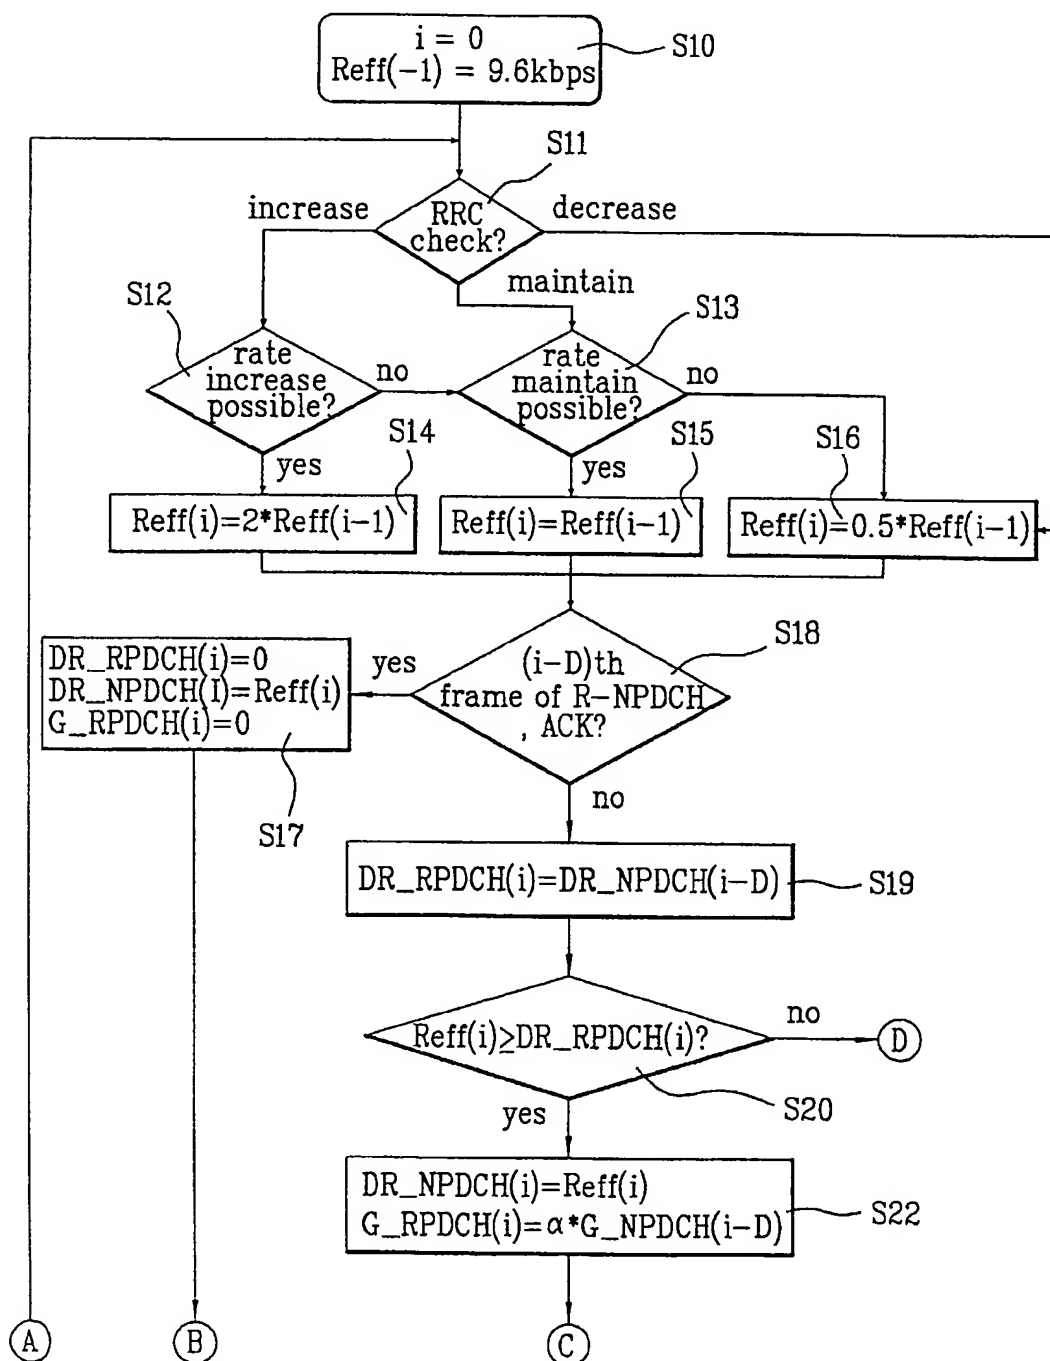 i = 0
Reff(-1) = 9.6kbps
S10
S11
RRC
check?
increase
decrease
maintain
S12
rate
increase
possible?
no
S13
rate
maintain
possible?
no
yes
S14
yes
S15
S16
Reff(i)=2*Reff(i-1)
Reff(i)=Reff(i-1)
Reff(i)=0.5*Reff(i-1)
S18
(i-D)th
frame of R-NPDCH
, ACK?
yes
DR_RPDCH(i)=0
DR_NPDCH(I)=Reff(i)
G_RPDCH(i)=0
S17
no
DR_RPDCH(i)=DR_NPDCH(i-D)
S19
Reff(i)≥DR_RPDCH(i)?
no
D
S20
yes
DR_NPDCH(i)=Reff(i)
G_RPDCH(i)=α*G_NPDCH(i-D)
S22
A
B
C